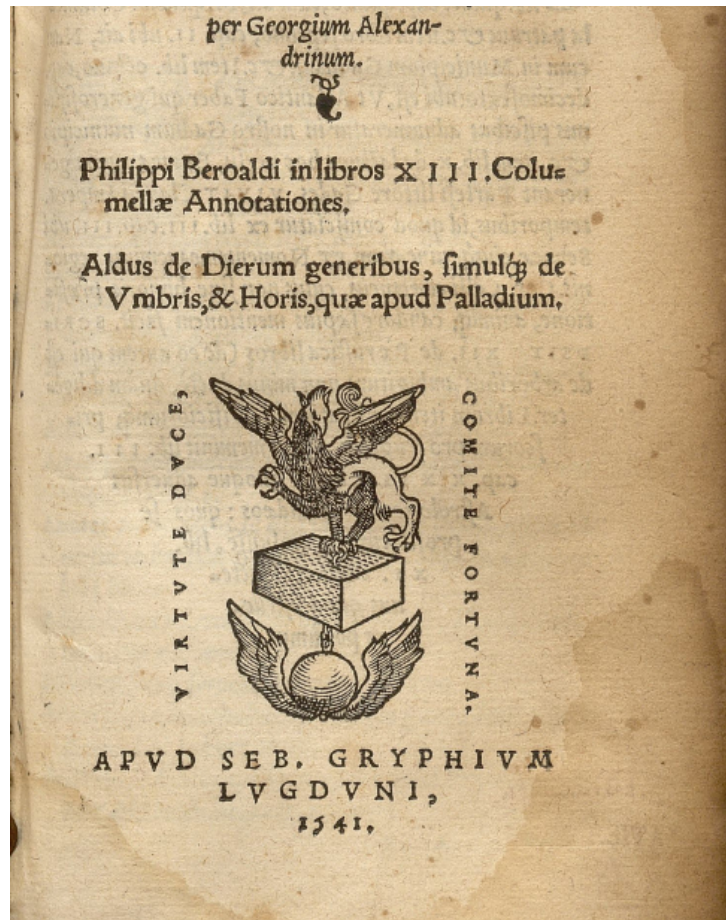 per Georgium Alexan-
drinum.
Philippi Beroaldi in libros XIII. Colu=
mellæ Annotationes.
Aldus de Dierum generibus, simulq́; de
Vmbris, & Horis, quæ apud Palladium.
VIRTVTE DVCE,
COMITE FORTVNA.
APVD SEB. GRYPHIVM
LVGDVNI,
1541.